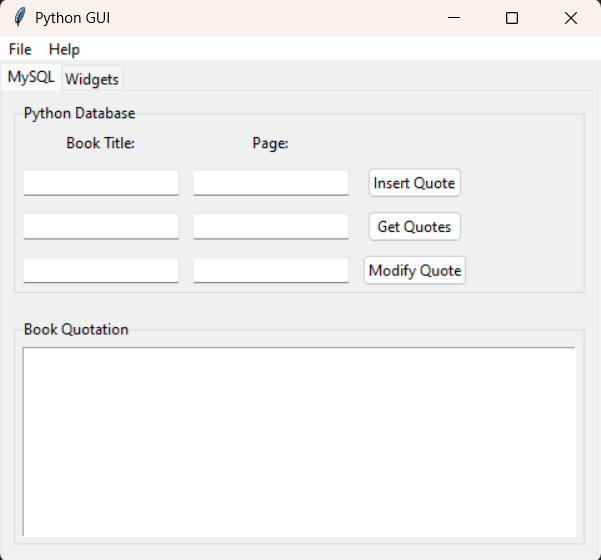 Python GUI
File Help
MySQL Widgets
Python Database
Book Title: Page:
Insert Quote
Get Quotes
Modify Quote
Book Quotation